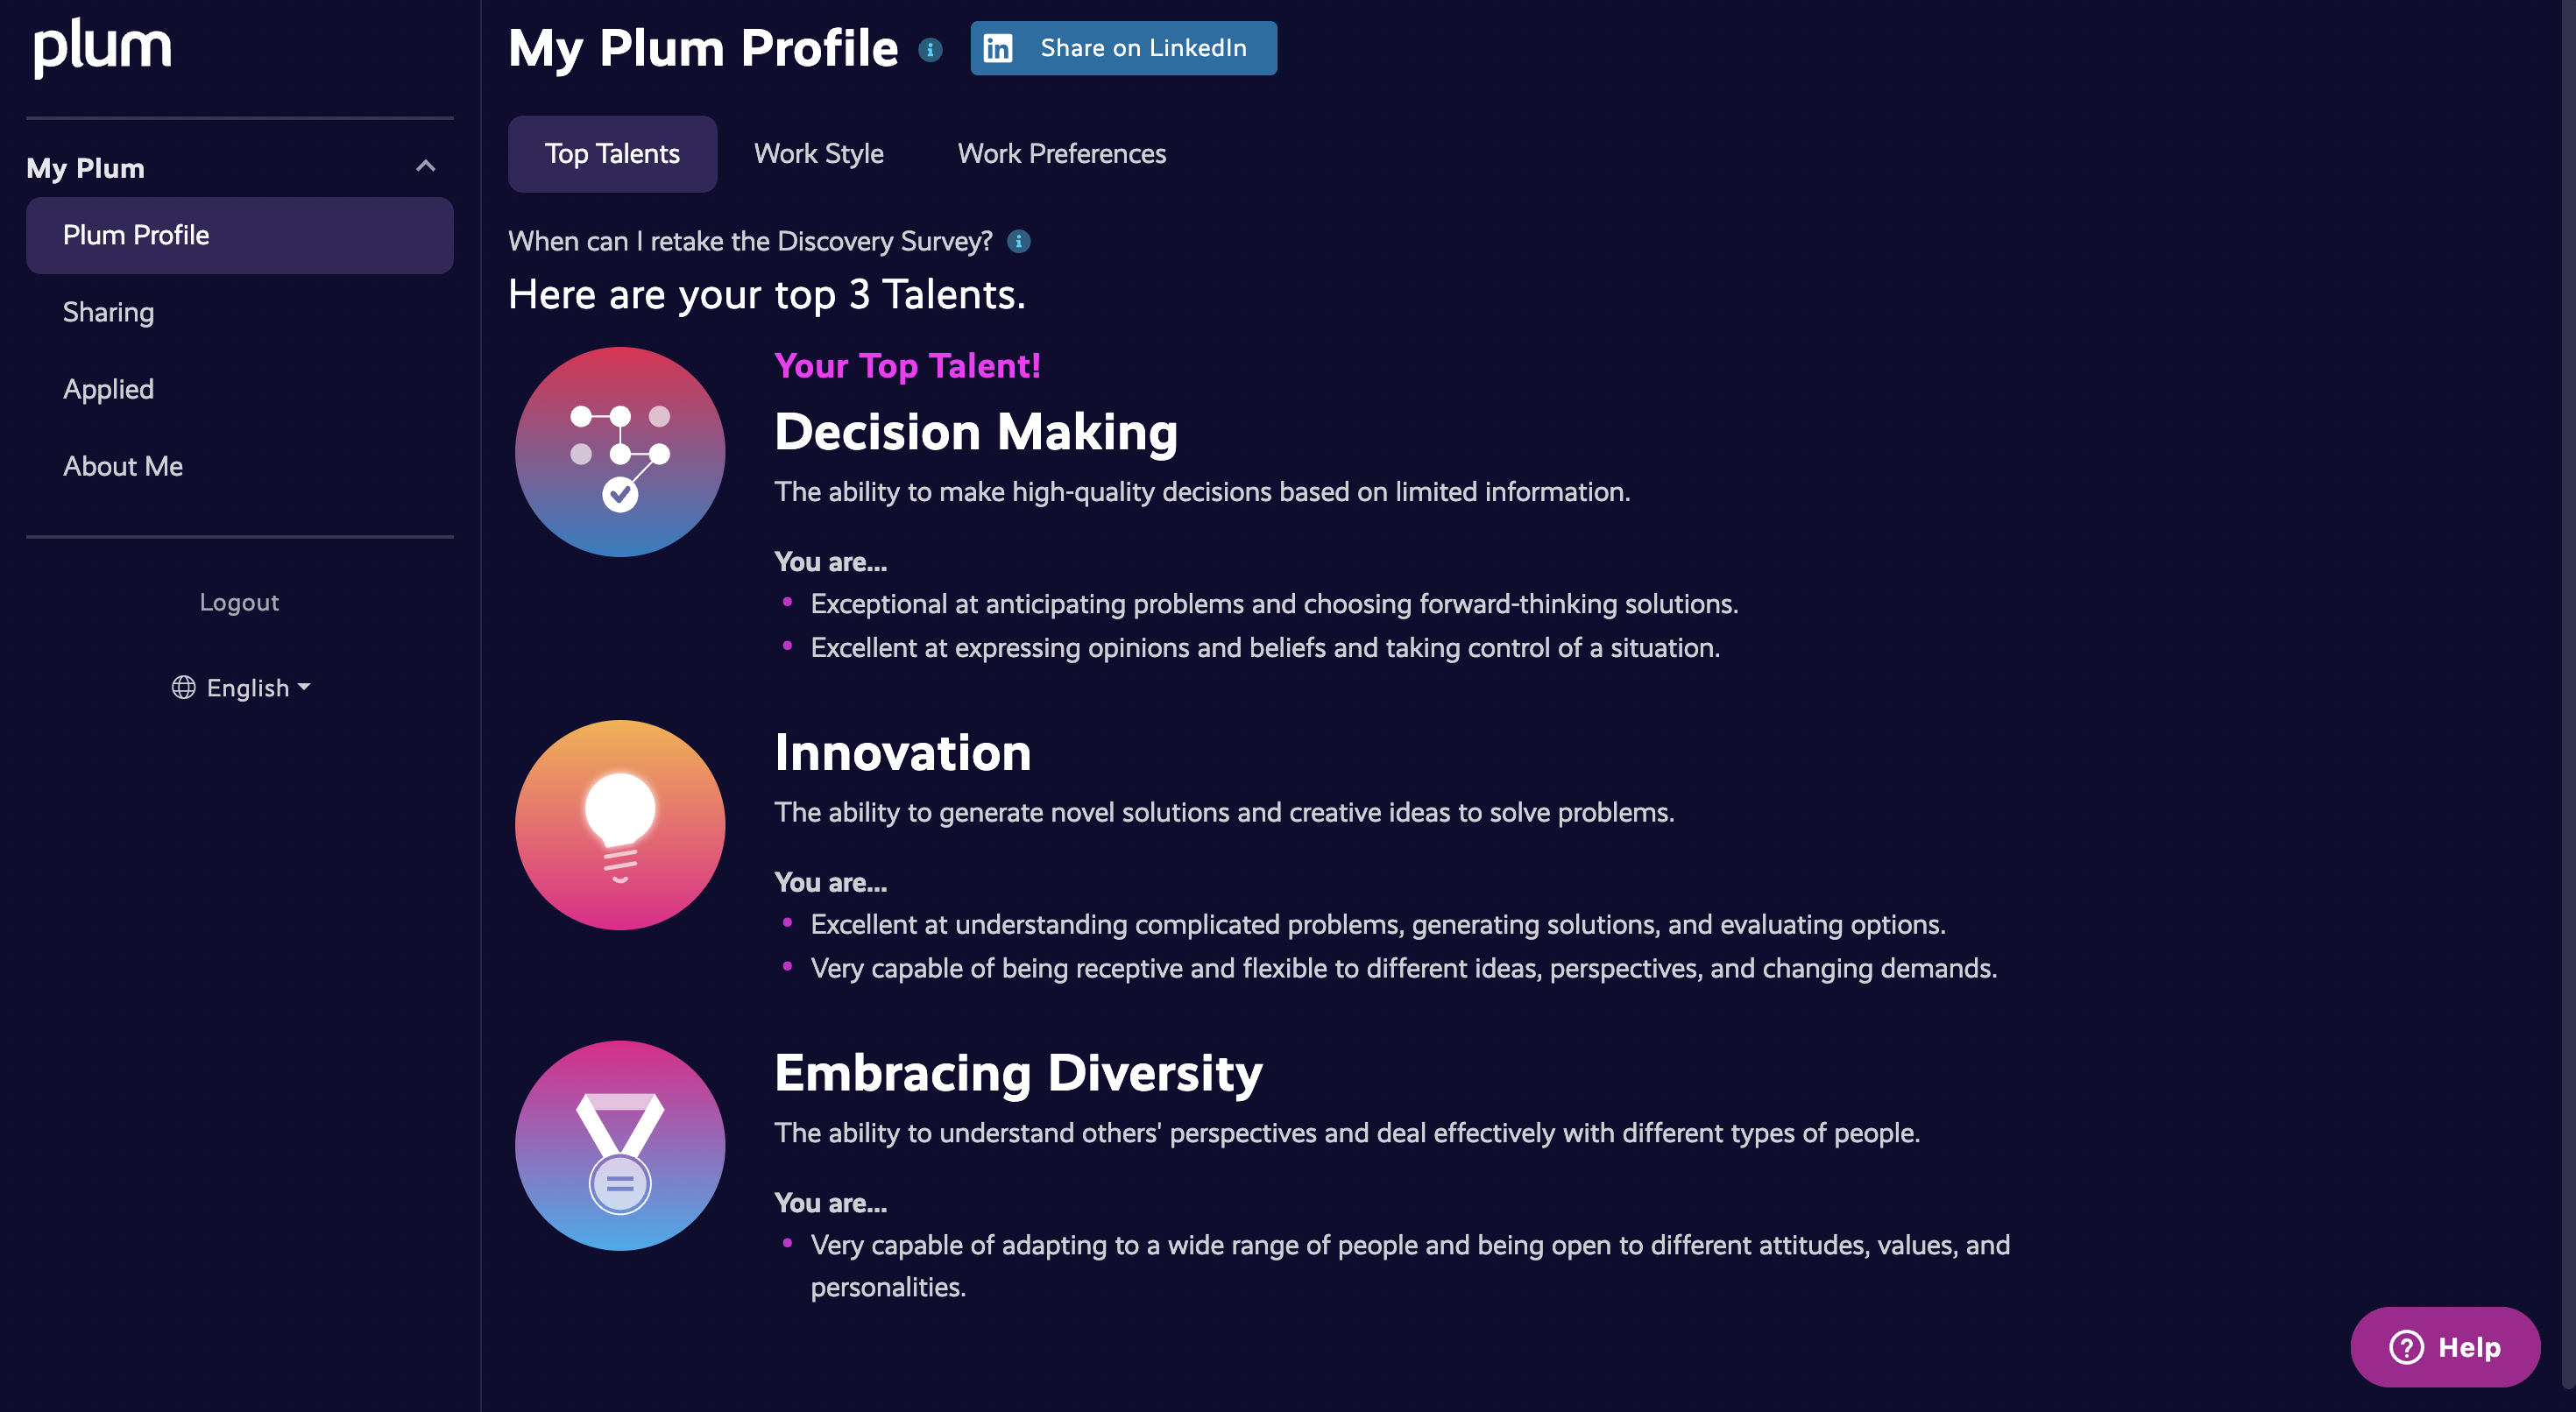 plum
My Plum
Plum Profile
Sharing
Applied
About Me
Logout
English
My Plum Profile
Share on LinkedIn
Top Talents
Work Style
Work Preferences
When can I retake the Discovery Survey?
Here are your top 3 Talents.
Your Top Talent!
Decision Making
The ability to make high-quality decisions based on limited information.
You are...
Exceptional at anticipating problems and choosing forward-thinking solutions.
Excellent at expressing opinions and beliefs and taking control of a situation.
Innovation
The ability to generate novel solutions and creative ideas to solve problems.
You are...
Excellent at understanding complicated problems, generating solutions, and evaluating options.
Very capable of being receptive and flexible to different ideas, perspectives, and changing demands.
Embracing Diversity
The ability to understand others' perspectives and deal effectively with different types of people.
You are...
Very capable of adapting to a wide range of people and being open to different attitudes, values, and
personalities.
Help